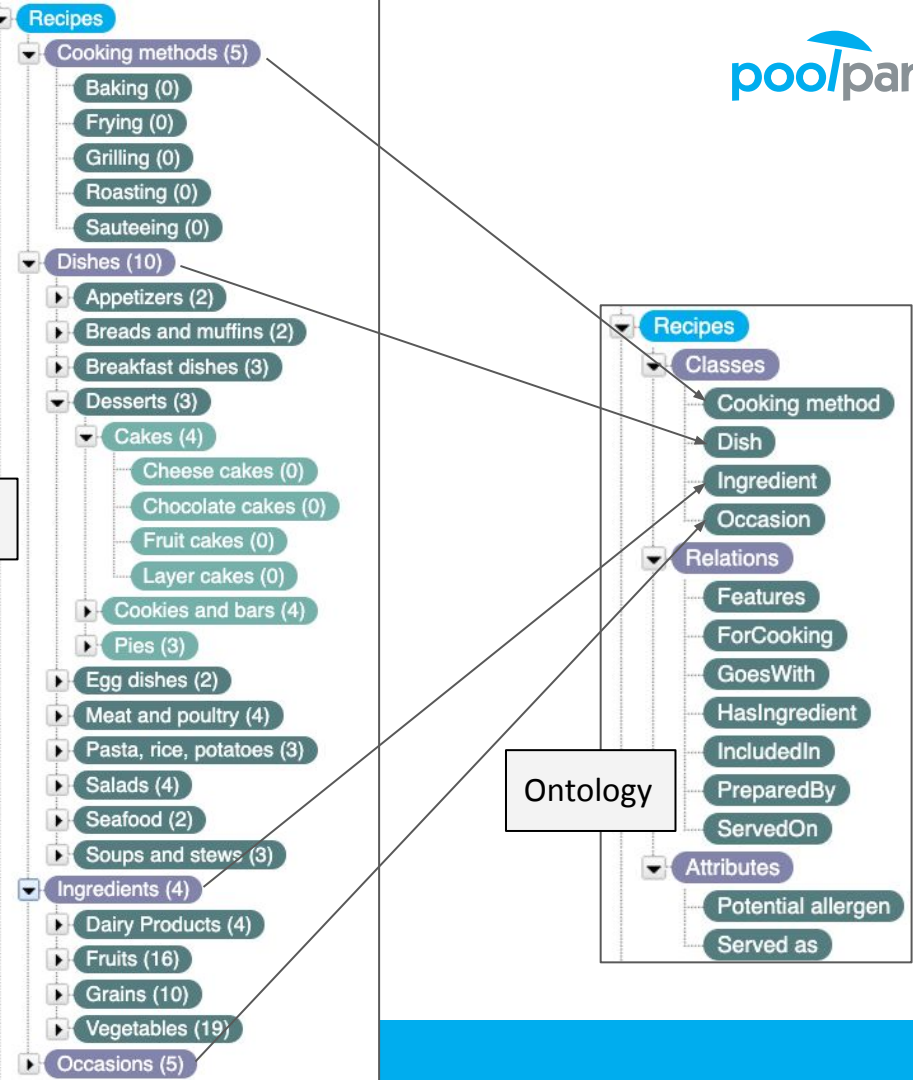 Recipes
Cooking methods (5)
Baking (0)
Frying (0)
Grilling (0)
Roasting (0)
Sauteeing (0)
Dishes (10)
Appetizers (2)
Breads and muffins (2)
Breakfast dishes (3)
Desserts (3)
Cakes (4)
Cheese cakes (0)
Chocolate cakes (0)
Fruit cakes (0)
Layer cakes (0)
Cookies and bars (4)
Pies (3)
Egg dishes (2)
Meat and poultry (4)
Pasta, rice, potatoes (3)
Salads (4)
Seafood (2)
Soups and stews (3)
Ingredients (4)
Dairy Products (4)
Fruits (16)
Grains (10)
Vegetables (19)
Occasions (5)
poolpar
Recipes
Classes
Cooking method
Dish
Ingredient
Occasion
Relations
Features
ForCooking
GoesWith
HasIngredient
IncludedIn
PreparedBy
ServedOn
Attributes
Potential allergen
Served as
Ontology